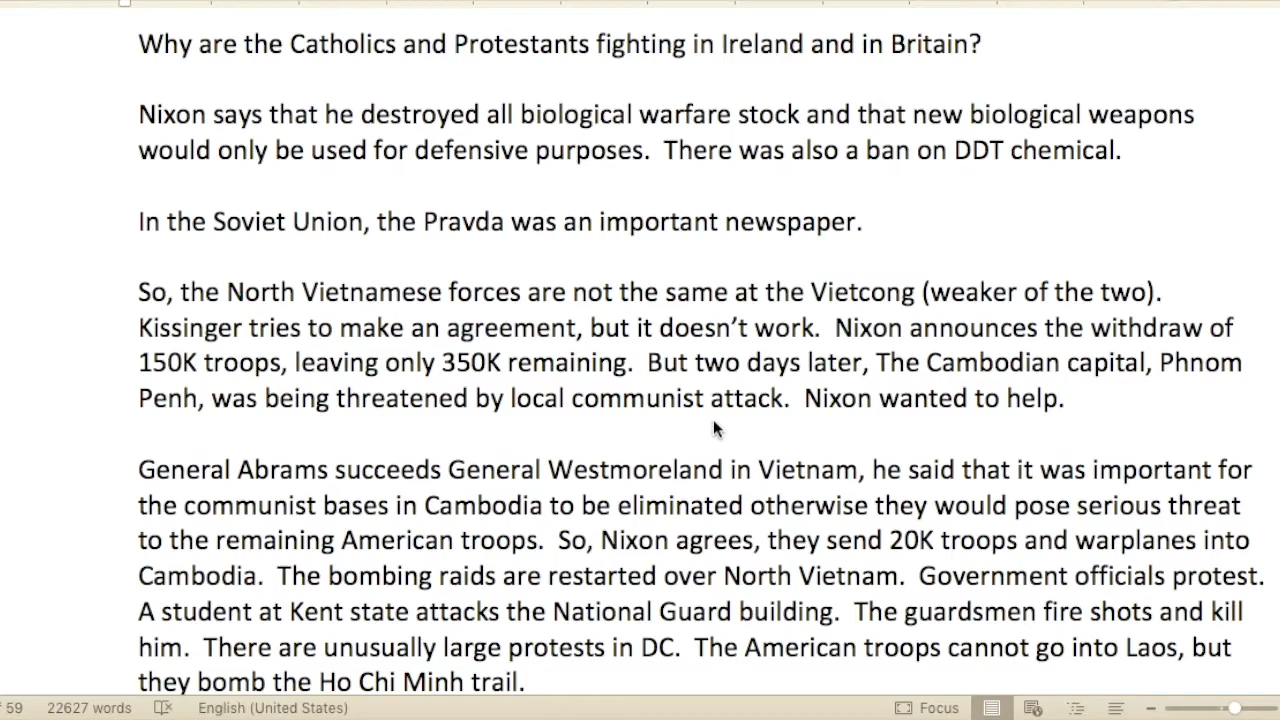 Why are the Catholics and Protestants fighting in Ireland and in Britain?
Nixon says that he destroyed all biological warfare stock and that new biological weapons
would only be used for defensive purposes.  There was also a ban on DDT chemical.
In the Soviet Union, the Pravda was an important newspaper.
So, the North Vietnamese forces are not the same at the Vietcong (weaker of the two).
Kissinger tries to make an agreement, but it doesn’t work.  Nixon announces the withdraw of
150K troops, leaving only 350K remaining.  But two days later, The Cambodian capital, Phnom
Penh, was being threatened by local communist attack.  Nixon wanted to help.
General Abrams succeeds General Westmoreland in Vietnam, he said that it was important for
the communist bases in Cambodia to be eliminated otherwise they would pose serious threat
to the remaining American troops.  So, Nixon agrees, they send 20K troops and warplanes into
Cambodia.  The bombing raids are restarted over North Vietnam.  Government officials protest.
A student at Kent state attacks the National Guard building.  The guardsmen fire shots and kill
him.  There are unusually large protests in DC.  The American troops cannot go into Laos, but
they bomb the Ho Chi Minh trail.
f 59 22627 words English (United States) Focus